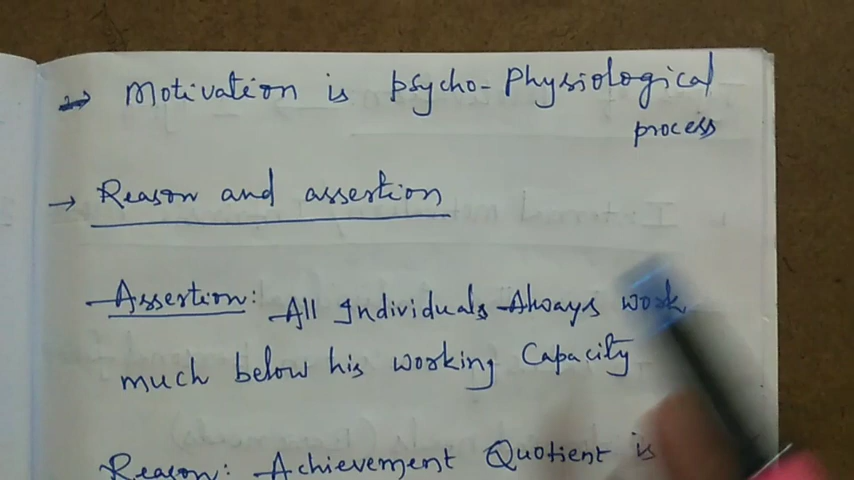 → Motivation is psycho-Physiological
process
→ Reason and assertion
Assertion: All Individuals Always work
much below his working Capacity
Reason: Achievement Quotient is